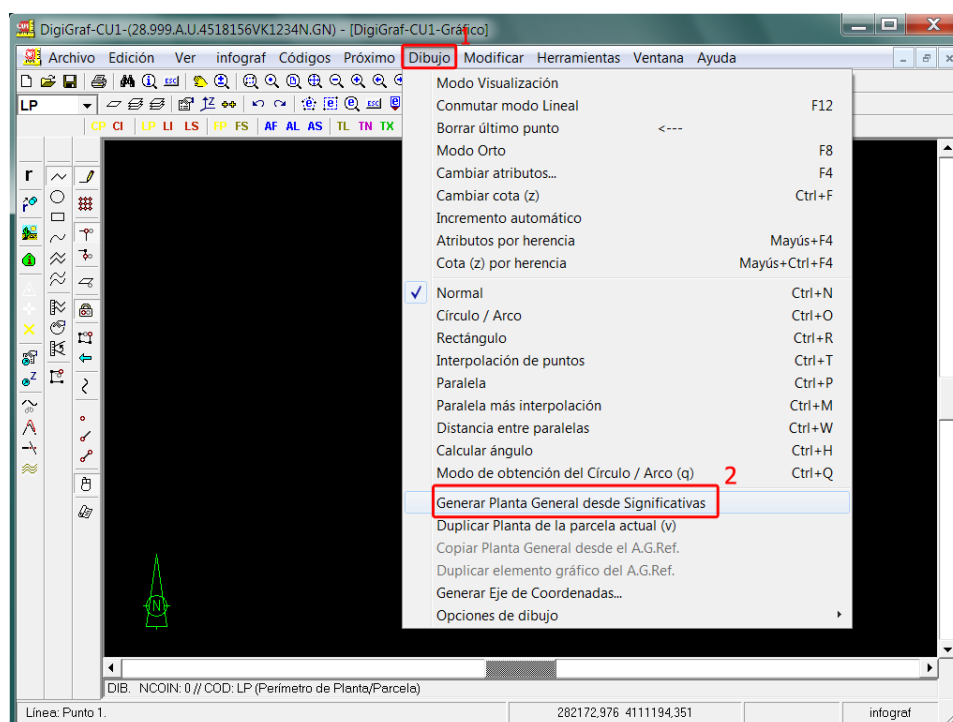 DigiGraf-CU1-(28.999.A.U.4518156VK1234N.GN) - [DigiGraf-CU1-Gráfico]
1
Archivo Edición Ver infograf Códigos Próximo Dibujo Modificar Herramientas Ventana Ayuda
LP
CP CI LP LI LS FP FS AF AL AS TL TN TX
Modo Visualización
Conmutar modo Lineal F12
Borrar último punto <---
Modo Orto F8
Cambiar atributos... F4
Cambiar cota (z) Ctrl+F
Incremento automático
Atributos por herencia Mayús+F4
Cota (z) por herencia Mayús+Ctrl+F4
Normal Ctrl+N
Círculo / Arco Ctrl+O
Rectángulo Ctrl+R
Interpolación de puntos Ctrl+T
Paralela Ctrl+P
Paralela más interpolación Ctrl+M
Distancia entre paralelas Ctrl+W
Calcular ángulo Ctrl+H
Modo de obtención del Círculo / Arco (q) Ctrl+Q
2
Generar Planta General desde Significativas
Duplicar Planta de la parcela actual (v)
Copiar Planta General desde el A.G.Ref.
Duplicar elemento gráfico del A.G.Ref.
Generar Eje de Coordenadas...
Opciones de dibujo
N
DIB. NCOIN: 0 // COD: LP (Perímetro de Planta/Parcela)
Línea: Punto 1. 282172,976 4111194,351 infograf